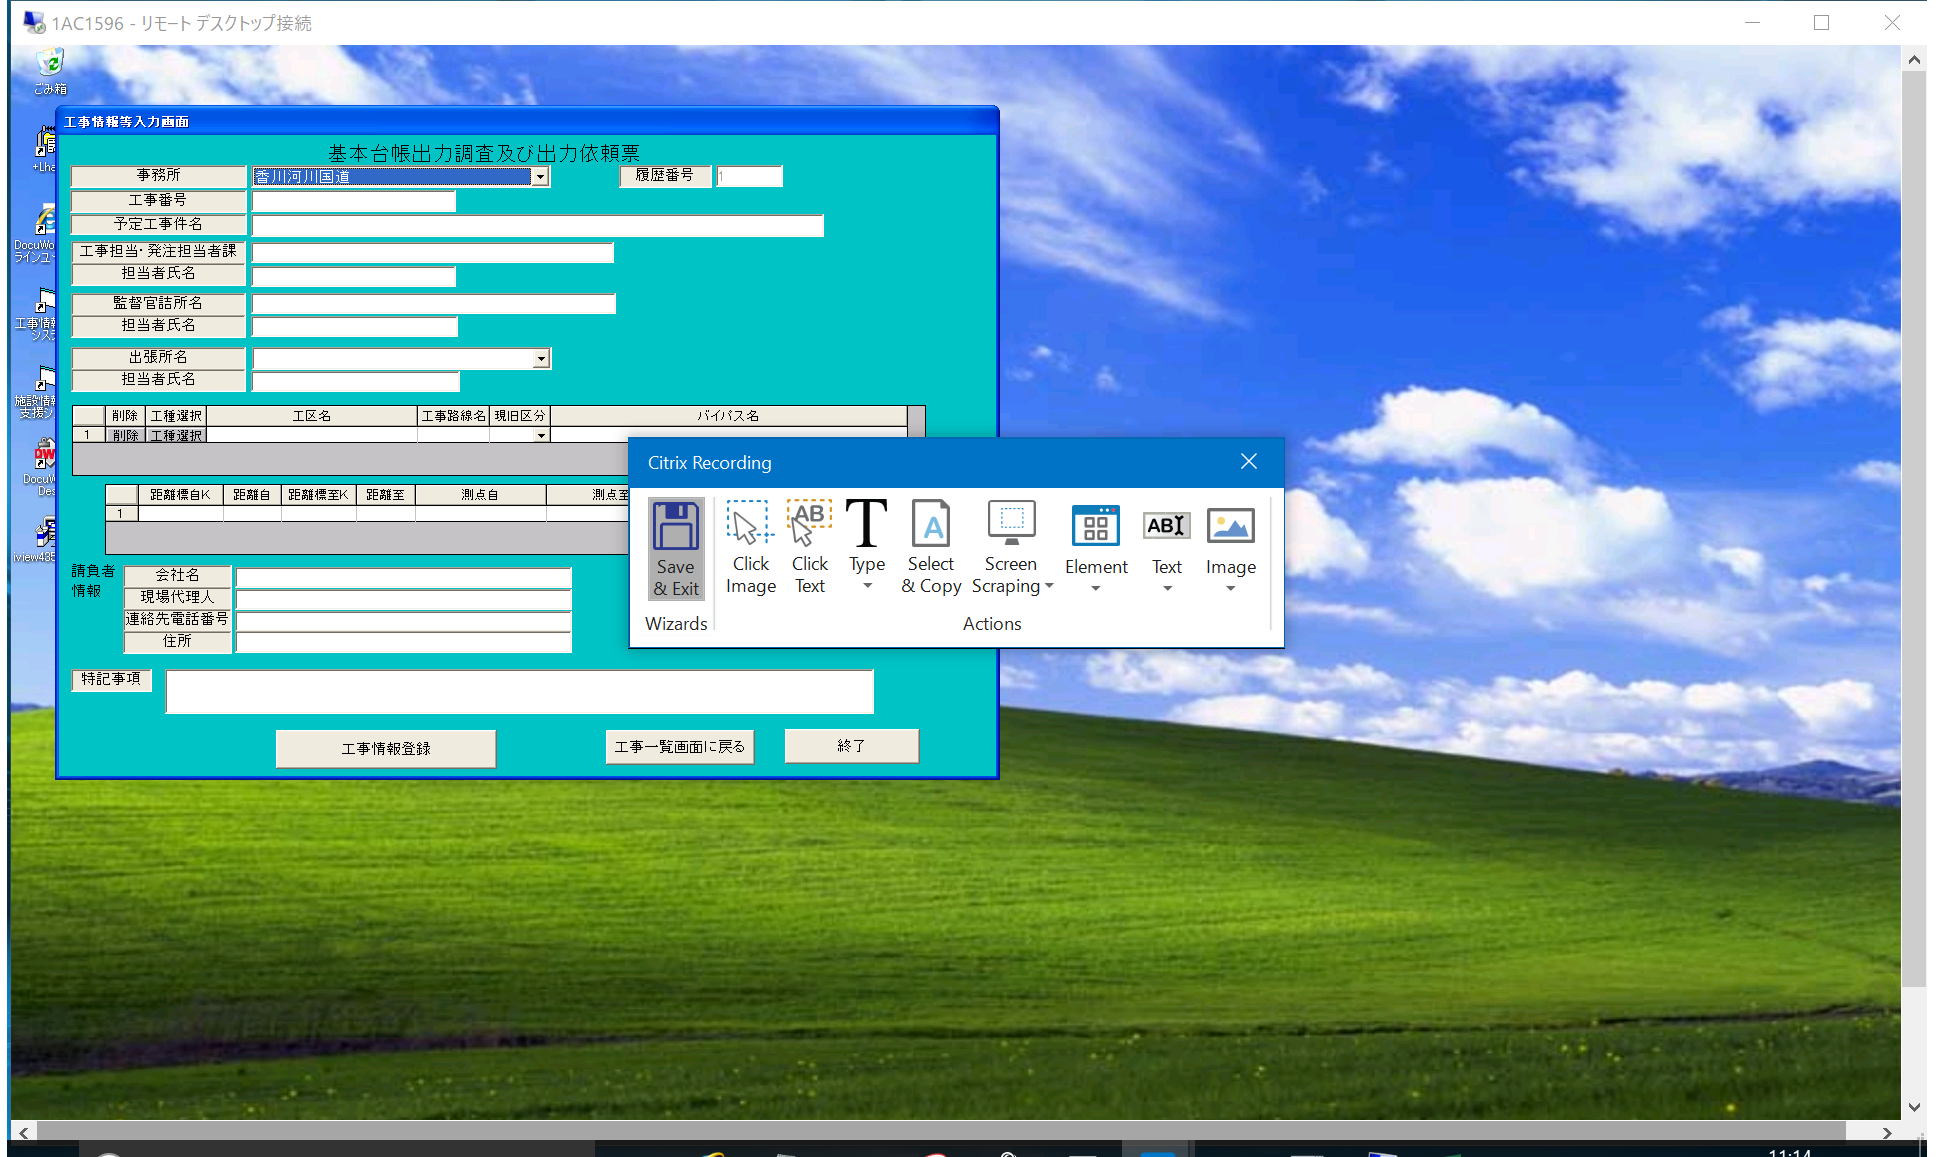 1AC1596 - リモート デスクトップ接続
ごみ箱
+Lha
DocuWo
ラインユー
工事情報
シス
施設情報
支援シ
DocuW
Des
iview485
工事情報等入力画面
基本台帳出力調査及び出力依頼票
事務所 香川河川国道 履歴番号 1
工事番号
予定工事件名
工事担当・発注担当者課
担当者氏名
監督官詰所名
担当者氏名
出張所名
担当者氏名
削除 工種選択 工区名 工事路線名 現旧区分 バイパス名
1 削除 工種選択
距離標自K 距離自 距離標至K 距離至 測点自 測点至
1
請負者
情報
会社名
現場代理人
連絡先電話番号
住所
特記事項
工事情報登録 工事一覧画面に戻る 終了
Citrix Recording
Save
& Exit
Click
Image
Click
Text
Type
Select
& Copy
Screen
Scraping
Element
Text
Image
Wizards
Actions
11:14